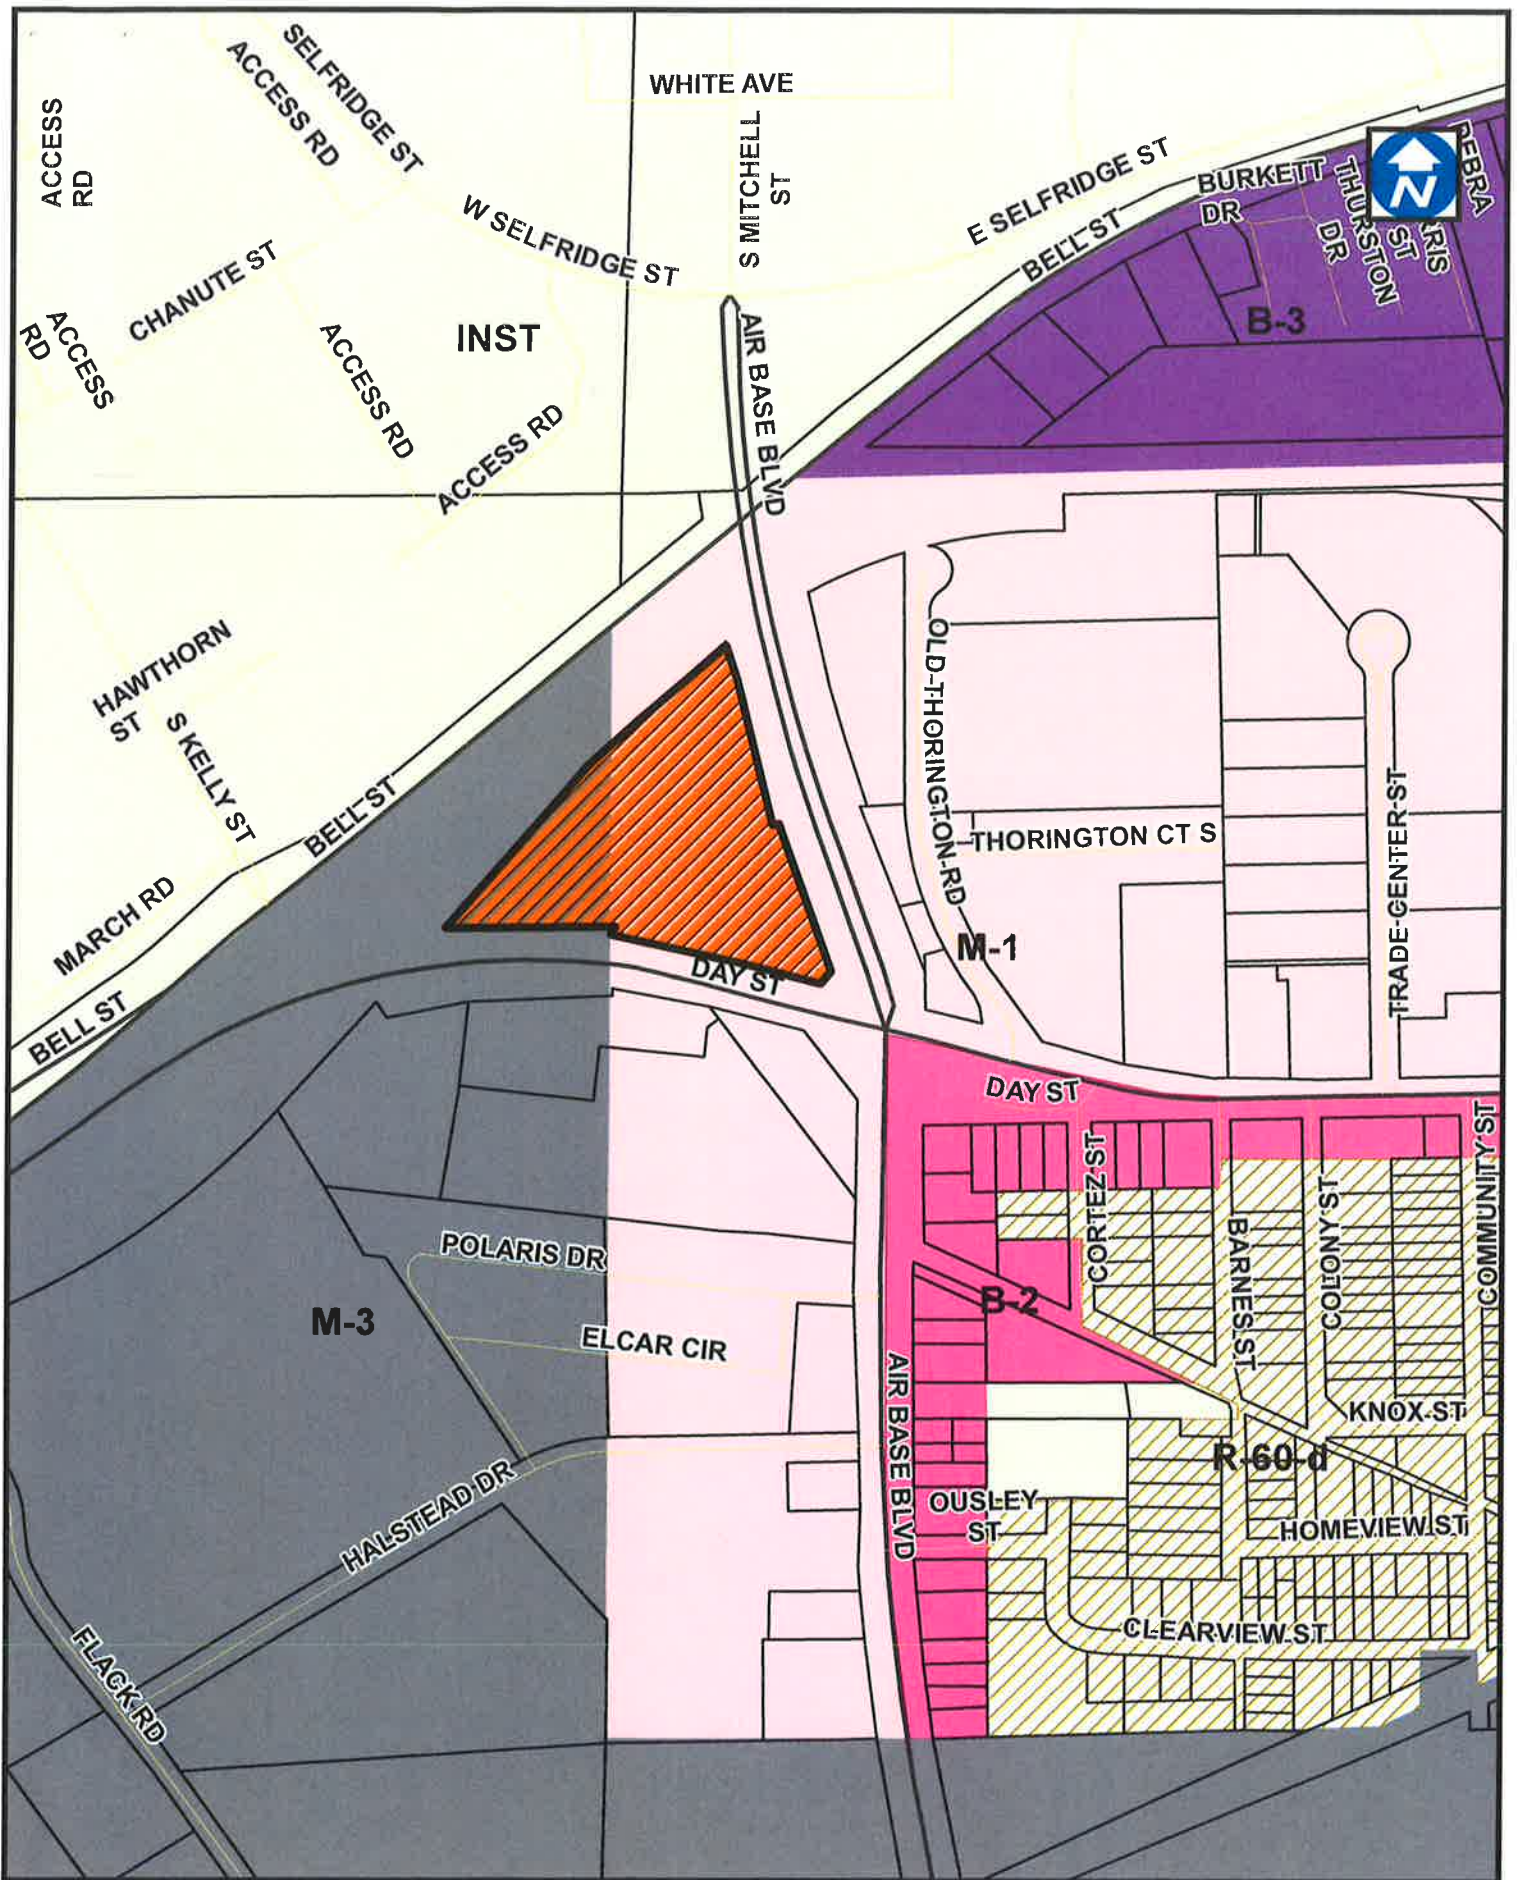 SELFRIDGE ST
ACCESS RD
ACCESS
RD
WHITE AVE
S MITCHELL
ST
W SELFRIDGE ST
E SELFRIDGE ST
BELL ST
BURKETT
DR
THURSTON
DR
ST
DEBRA
N
CHANUTE ST
ACCESS
RD
ACCESS RD
INST
ACCESS RD
AIR BASE BLVD
B-3
HAWTHORN
ST
S KELLY ST
BELL ST
MARCH RD
BELL ST
OLD THORINGTON RD
THORINGTON CT S
TRADE CENTER ST
M-1
DAY ST
DAY ST
CORTEZ ST
BARNES ST
COLONY ST
COMMUNITY ST
POLARIS DR
M-3
ELCAR CIR
B-2
AIR BASE BLVD
KNOX ST
R-60-d
OUSLEY
ST
HOMEVIEW ST
HALSTEAD DR
CLEARVIEW ST
FLACK RD